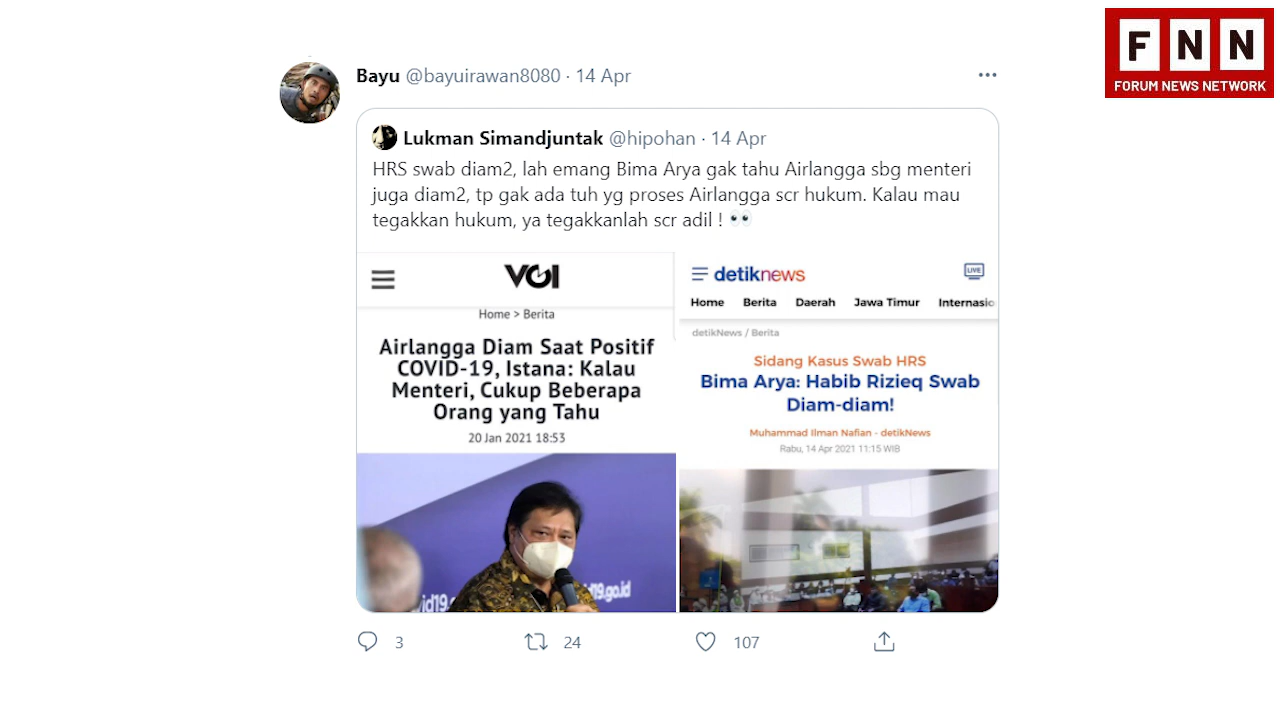 F N N
FORUM NEWS NETWORK
Bayu @bayuirawan8080 · 14 Apr
Lukman Simandjuntak @hipohan · 14 Apr
HRS swab diam2, lah emang Bima Arya gak tahu Airlangga sbg menteri
juga diam2, tp gak ada tuh yg proses Airlangga scr hukum. Kalau mau
tegakkan hukum, ya tegakkanlah scr adil ! 👀
VOI
Home > Berita
Airlangga Diam Saat Positif
COVID-19, Istana: Kalau
Menteri, Cukup Beberapa
Orang yang Tahu
20 Jan 2021 18:53
vid19.
19.go.id
detiknews
LIVE
Home Berita Daerah Jawa Timur Internasio
detikNews / Berita
Sidang Kasus Swab HRS
Bima Arya: Habib Rizieq Swab
Diam-diam!
Muhammad Ilman Nafian - detikNews
Rabu, 14 Apr 2021 11:15 WIB
3 24 107